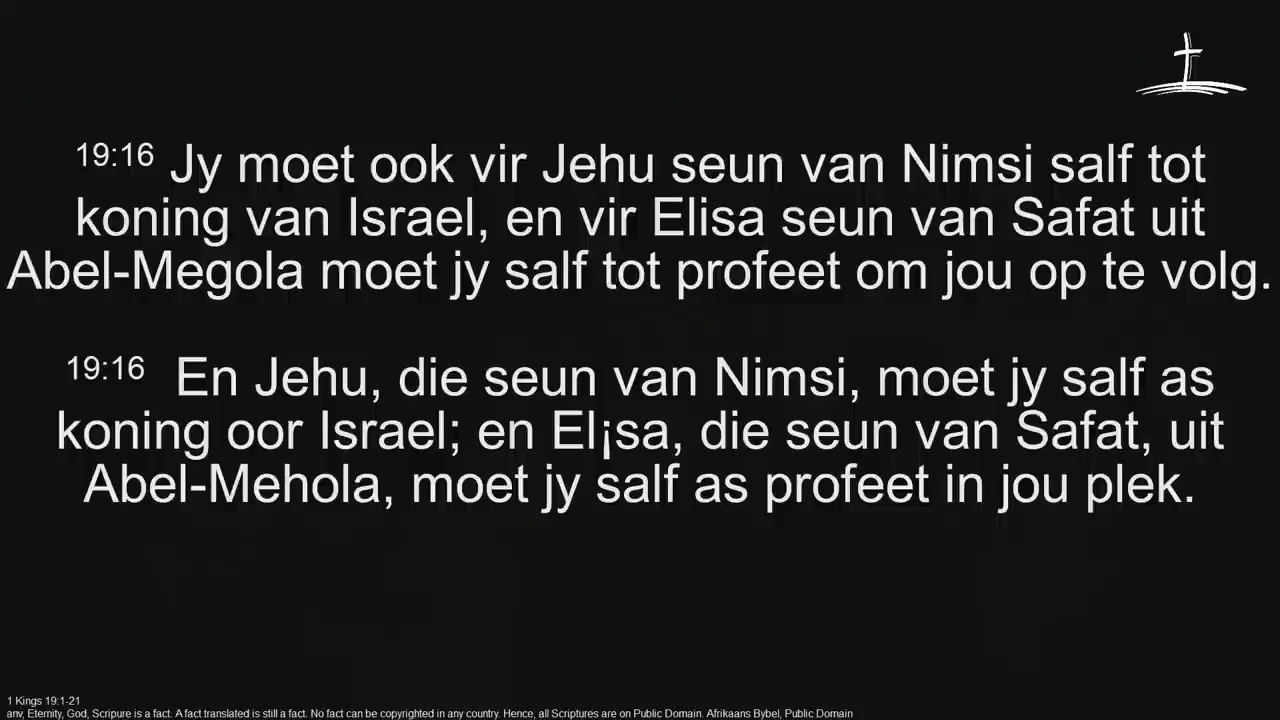 19:16 Jy moet ook vir Jehu seun van Nimsi salf tot
koning van Israel, en vir Elisa seun van Safat uit
Abel-Megola moet jy salf tot profeet om jou op te volg.
19:16 En Jehu, die seun van Nimsi, moet jy salf as
koning oor Israel; en El¡sa, die seun van Safat, uit
Abel-Mehola, moet jy salf as profeet in jou plek.
1 Kings 19:1-21
anv, Eternity, God, Scripure is a fact. A fact translated is still a fact. No fact can be copyrighted in any country. Hence, all Scriptures are on Public Domain. Afrikaans Bybel, Public Domain